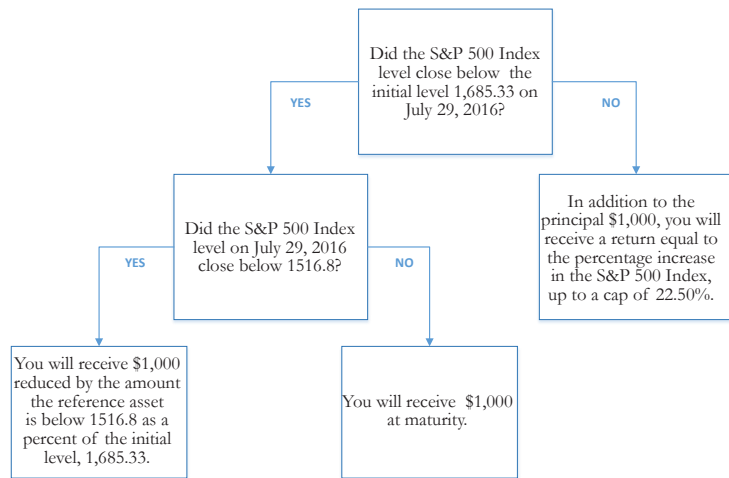 Did the S&P 500 Index
level close below the
initial level 1,685.33 on
July 29, 2016?
YES
NO
Did the S&P 500 Index
level on July 29, 2016
close below 1516.8?
In addition to the
principal $1,000, you will
receive a return equal to
the percentage increase
in the S&P 500 Index,
up to a cap of 22.50%.
YES
NO
You will receive $1,000
reduced by the amount
the reference asset
is below 1516.8 as a
percent of the initial
level, 1,685.33.
You will receive $1,000
at maturity.